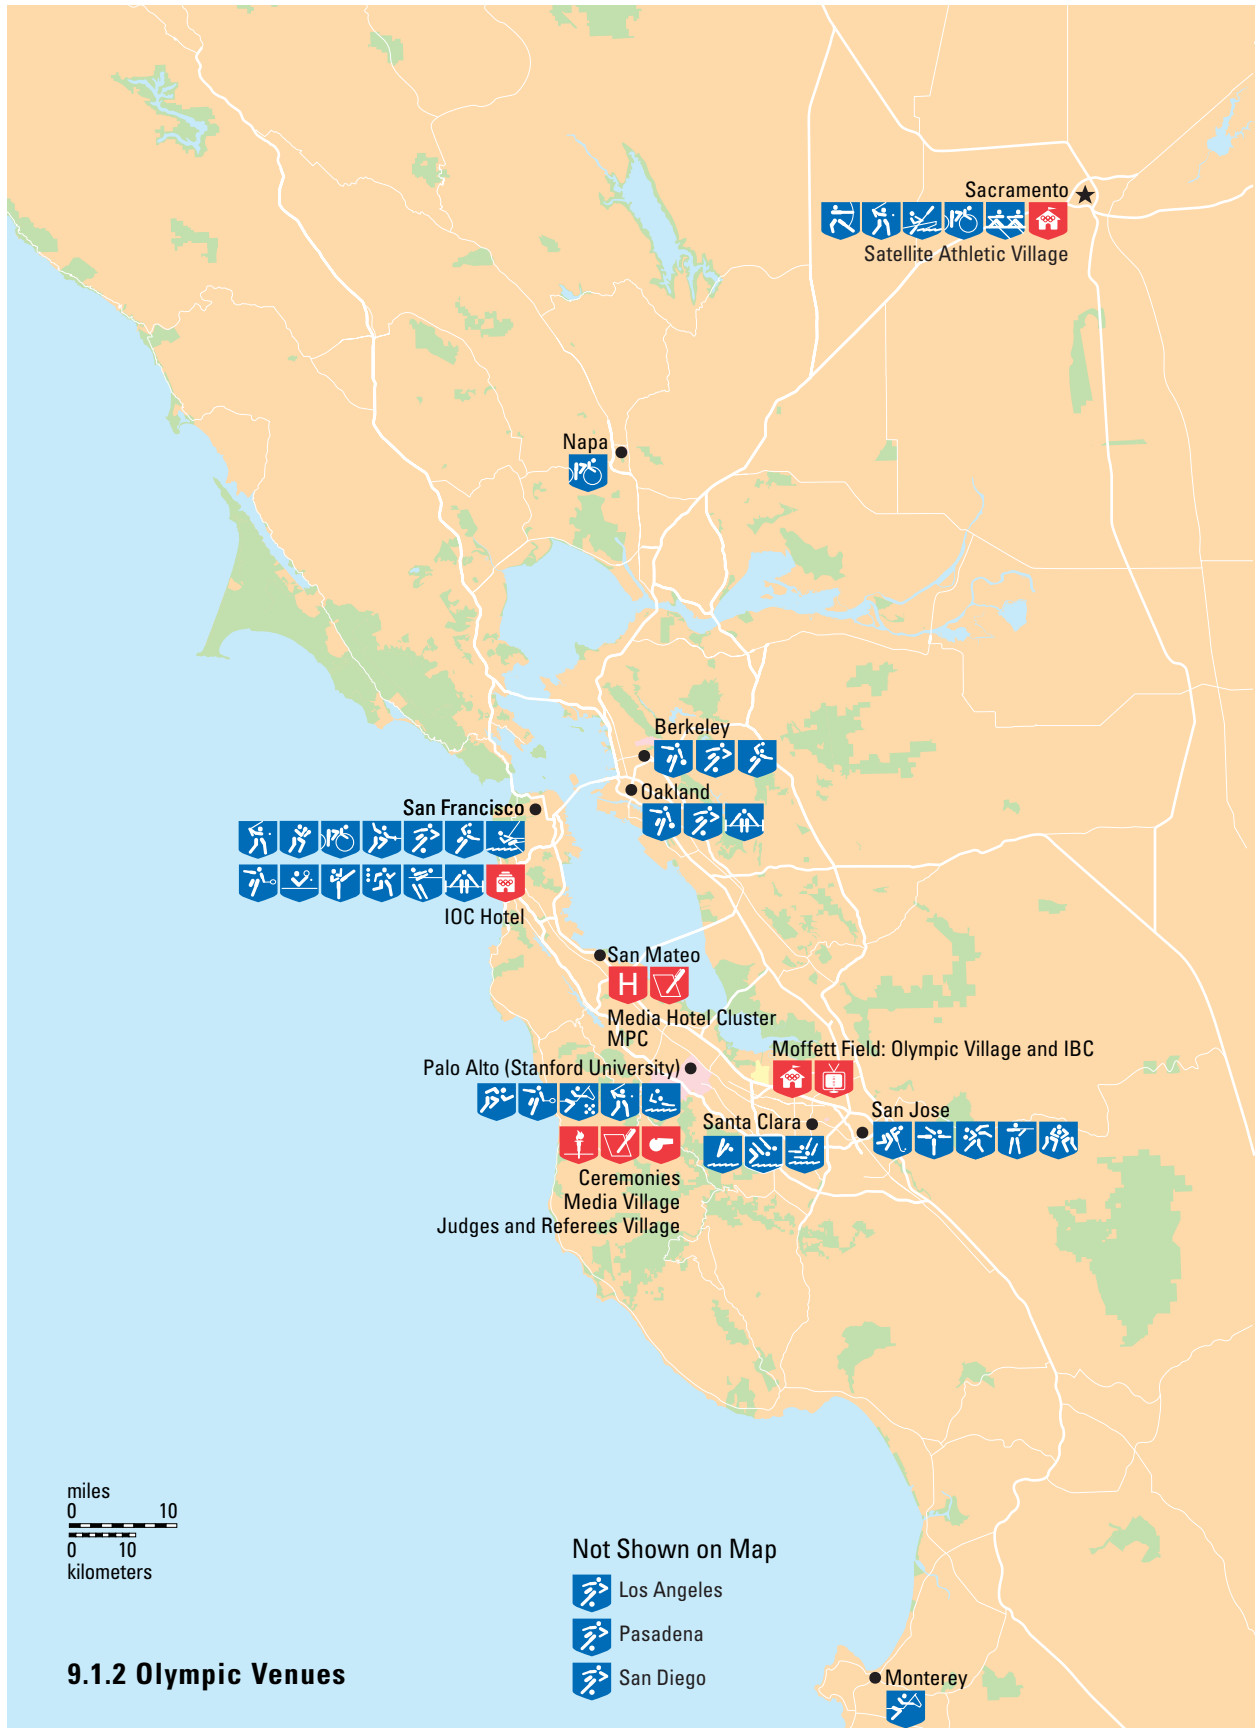 Sacramento
Satellite Athletic Village
Napa
Berkeley
Oakland
San Francisco
IOC Hotel
San Mateo
H
Media Hotel Cluster
MPC
Moffett Field: Olympic Village and IBC
Palo Alto (Stanford University)
San Jose
Santa Clara
Ceremonies
Media Village
Judges and Referees Village
miles
0 10
0 10
kilometers
Not Shown on Map
Los Angeles
Pasadena
San Diego
9.1.2 Olympic Venues
Monterey